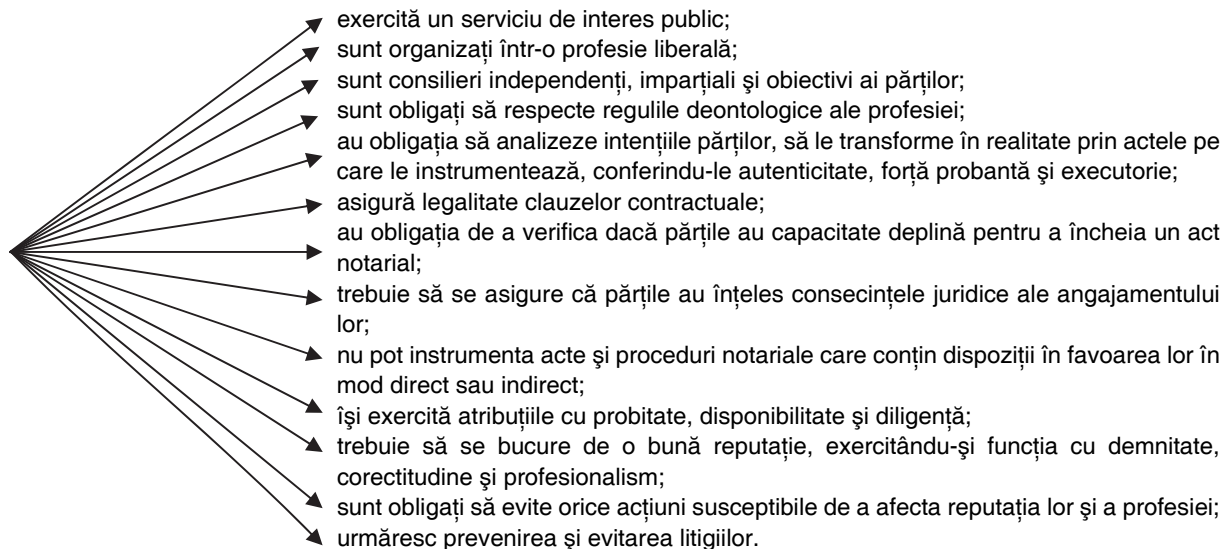 exercită un serviciu de interes public;
sunt organizați într-o profesie liberală;
sunt consilieri independenți, imparțiali şi obiectivi ai părților;
sunt obligați să respecte regulile deontologice ale profesiei;
au obligația să analizeze intențiile părților, să le transforme în realitate prin actele pe
care le instrumentează, conferindu-le autenticitate, forță probantă şi executorie;
asigură legalitate clauzelor contractuale;
au obligația de a verifica dacă părțile au capacitate deplină pentru a încheia un act
notarial;
trebuie să se asigure că părțile au înțeles consecințele juridice ale angajamentului
lor;
nu pot instrumenta acte şi proceduri notariale care conțin dispoziții în favoarea lor în
mod direct sau indirect;
îşi exercită atribuțiile cu probitate, disponibilitate şi diligență;
trebuie să se bucure de o bună reputație, exercitându-şi funcția cu demnitate,
corectitudine şi profesionalism;
sunt obligați să evite orice acțiuni susceptibile de a afecta reputația lor şi a profesiei;
urmăresc prevenirea şi evitarea litigiilor.